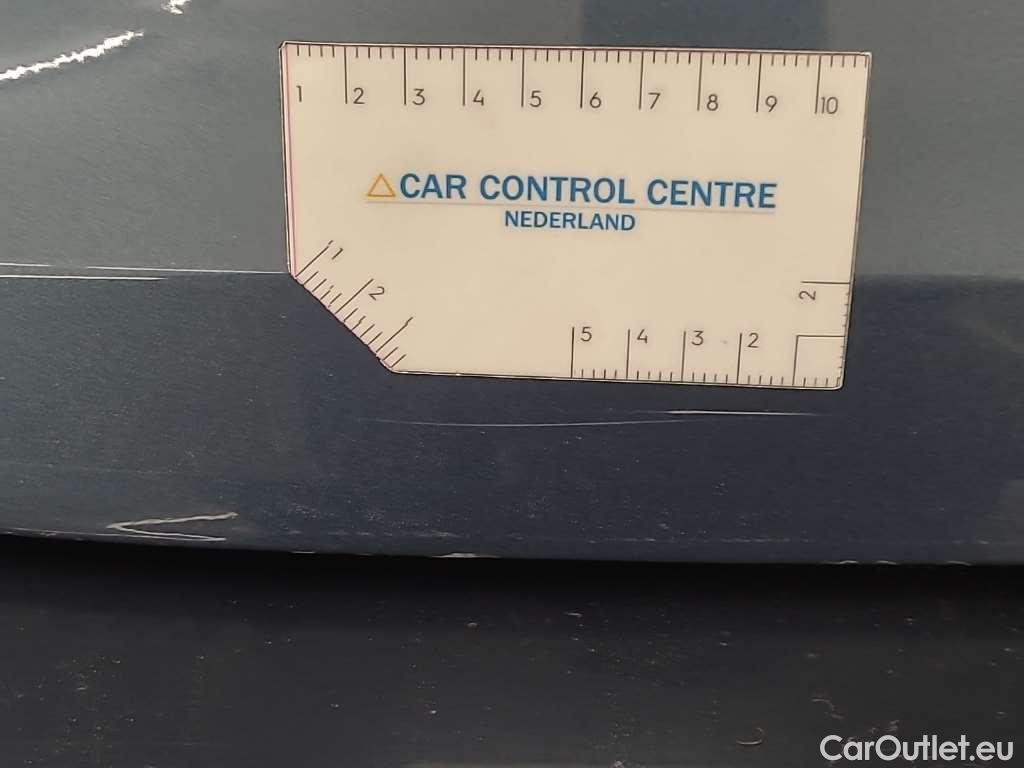 1 2 3 4 5 6 7 8 9 10
CAR CONTROL CENTRE
NEDERLAND
1
2
2
5 4 3 2
CarOutlet.eu